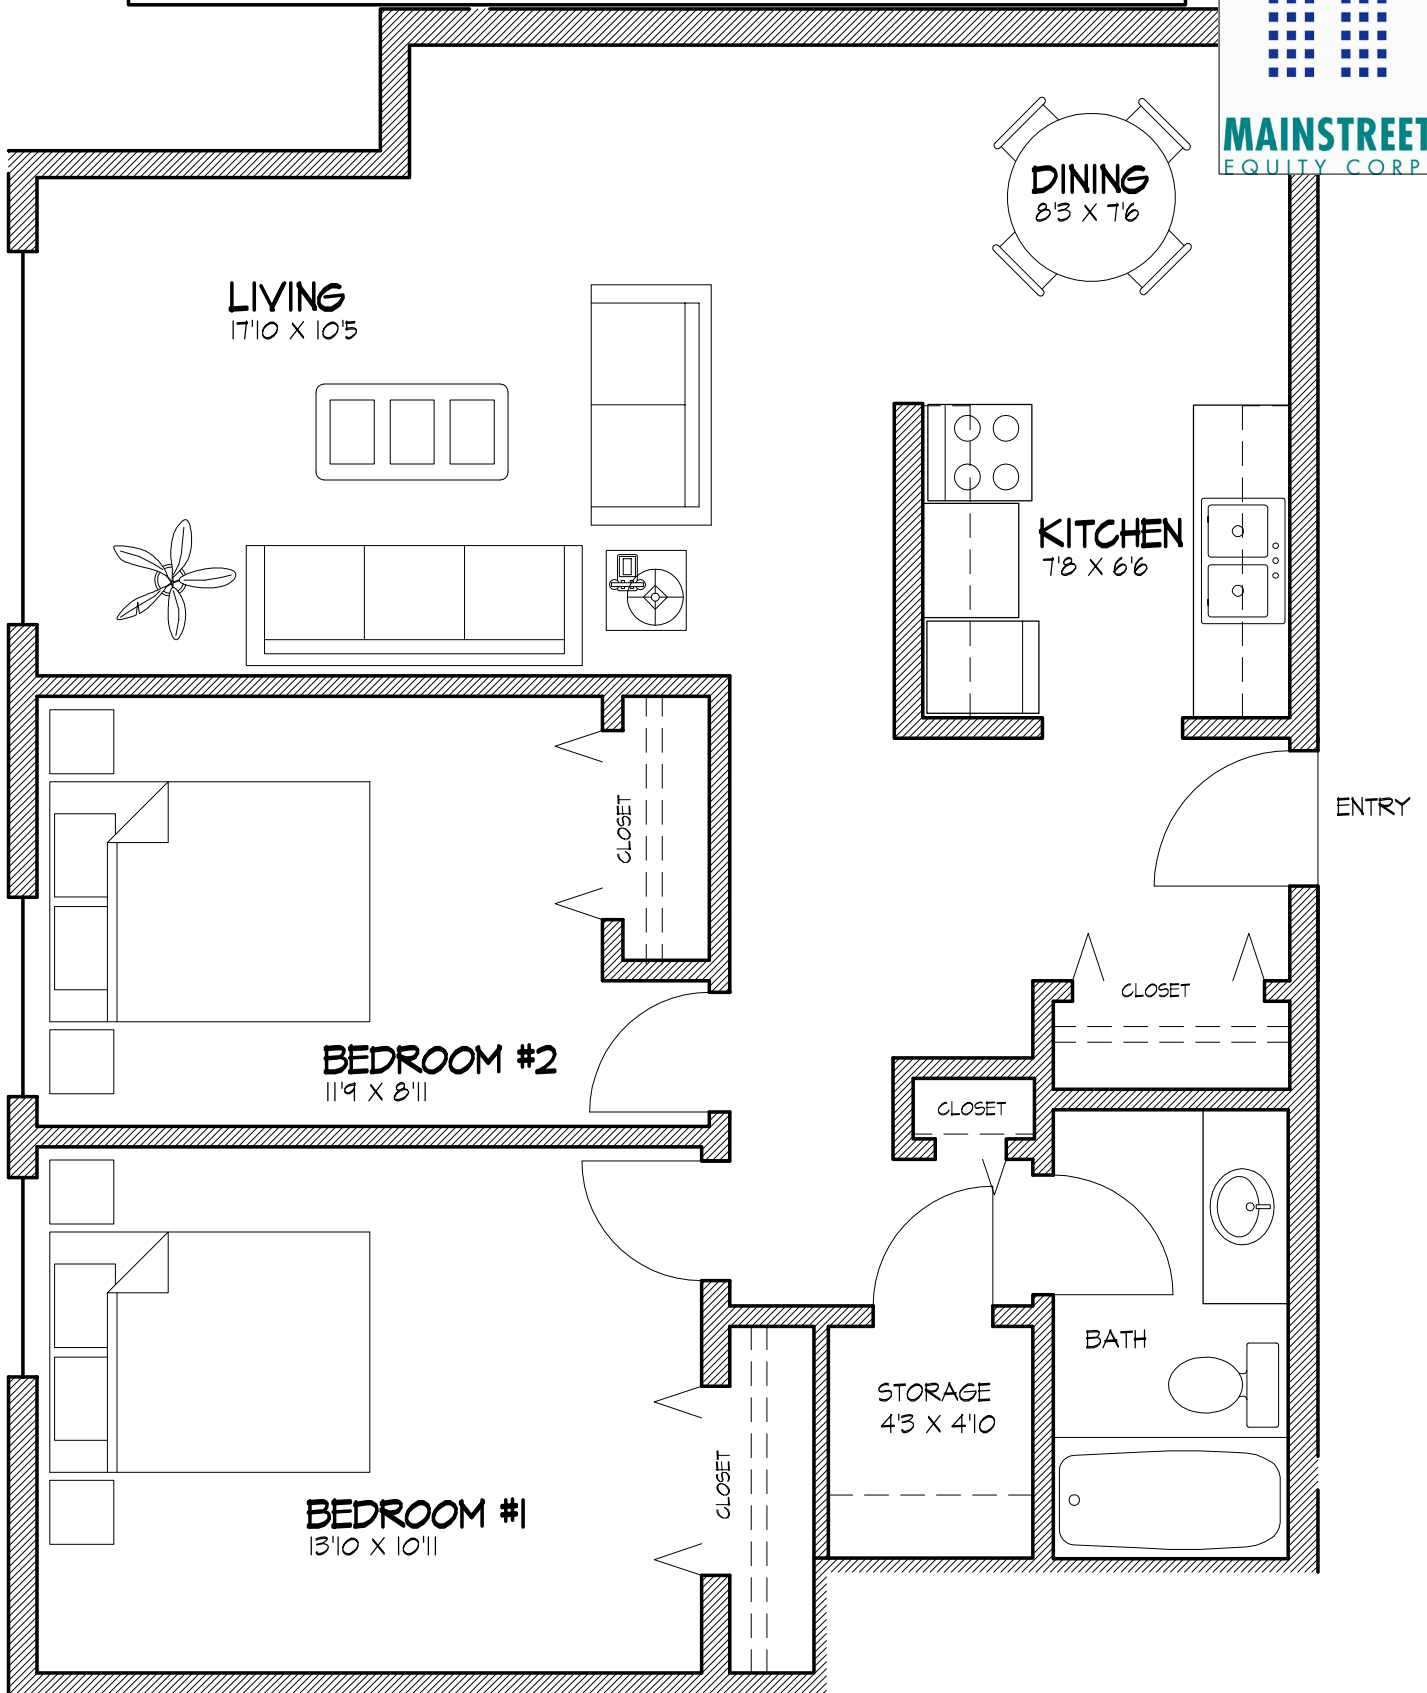 MAINSTREET
EQUITY CORP
DINING
8'3 X 7'6
LIVING
17'10 X 10'5
KITCHEN
7'8 X 6'6
ENTRY
CLOSET
CLOSET
BEDROOM #2
11'9 X 8'11
CLOSET
BATH
STORAGE
4'3 X 4'10
CLOSET
BEDROOM #1
13'10 X 10'11